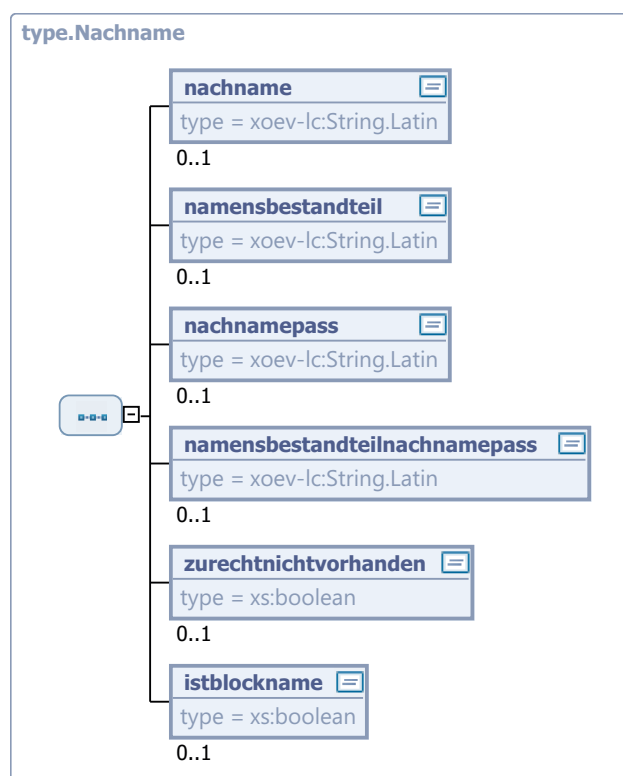 type.Nachname
nachname
type = xoev-lc:String.Latin
0..1
namensbestandteil
type = xoev-lc:String.Latin
0..1
nachnamepass
type = xoev-lc:String.Latin
0..1
namensbestandteilnachnamepass
type = xoev-lc:String.Latin
0..1
zurechtnichtvorhanden
type = xs:boolean
0..1
istblockname
type = xs:boolean
0..1